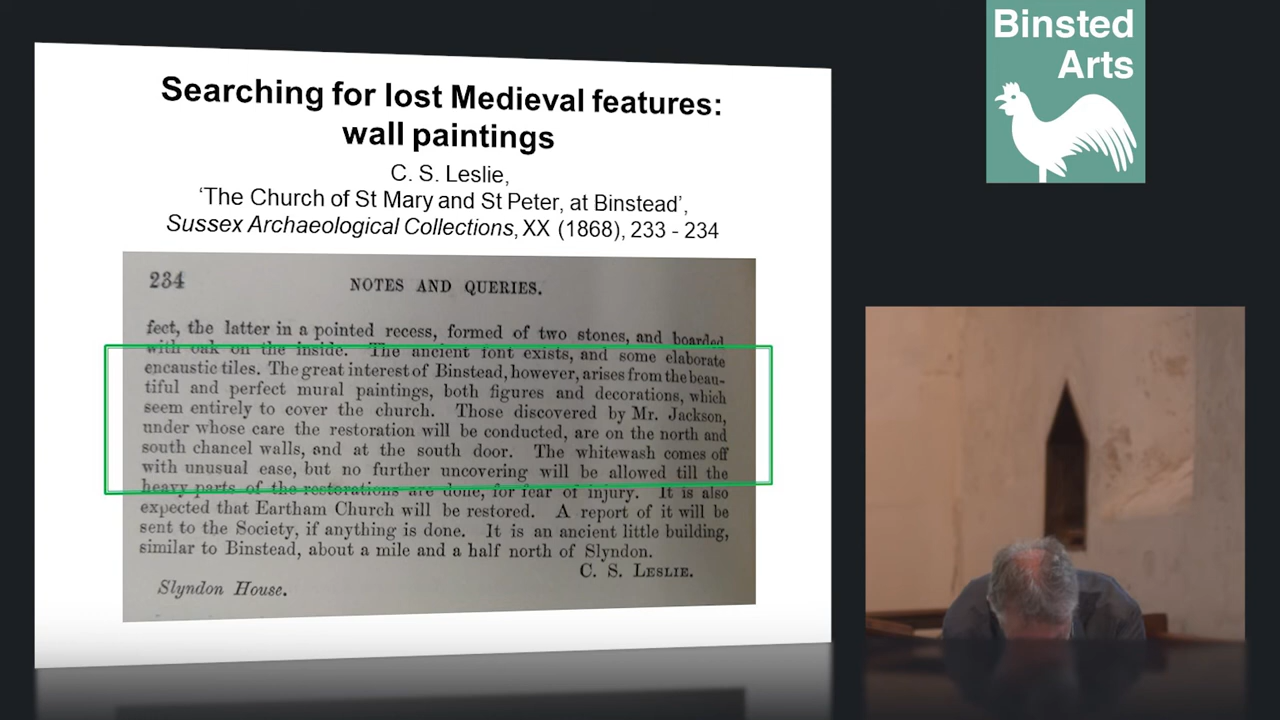 Binsted
Arts
Searching for lost Medieval features:
wall paintings
C. S. Leslie,
‘The Church of St Mary and St Peter, at Binstead’,
Sussex Archaeological Collections, XX (1868), 233 - 234
234 NOTES AND QUERIES.
feet, the latter in a pointed recess, formed of two stones, and boarded
with oak on the inside. The ancient font exists, and some elaborate
encaustic tiles. The great interest of Binstead, however, arises from the beau-
tiful and perfect mural paintings, both figures and decorations, which
seem entirely to cover the church. Those discovered by Mr. Jackson,
under whose care the restoration will be conducted, are on the north and
south chancel walls, and at the south door. The whitewash comes off
with unusual ease, but no further uncovering will be allowed till the
heavy parts of the restorations are done, for fear of injury. It is also
expected that Eartham Church will be restored. A report of it will be
sent to the Society, if anything is done. It is an ancient little building,
similar to Binstead, about a mile and a half north of Slyndon.
C. S. LESLIE.
Slyndon House.